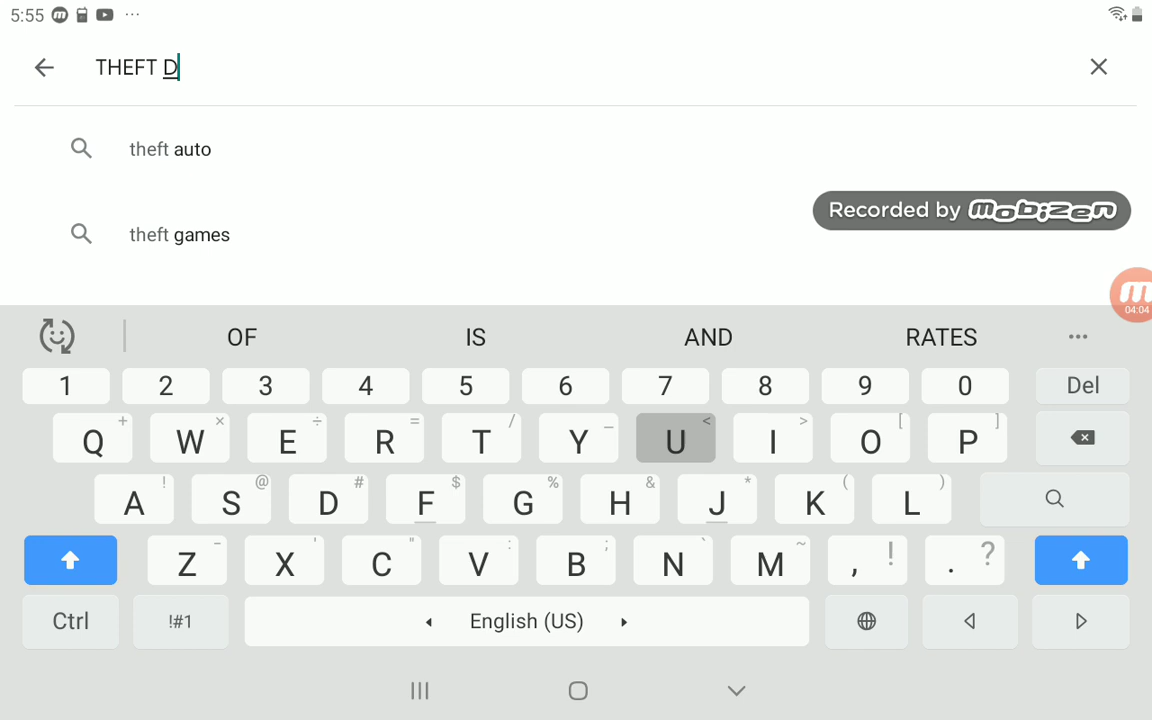 5:55 ...
THEFT D
theft auto
theft games
Recorded by mobizen
04:04
OF IS AND RATES ...
1 2 3 4 5 6 7 8 9 0 Del
Q + W × E ÷ R = T / Y _ U < I > O [ P ]
A ! S @ D # F $ G % H & J * K ( L )
Z - X ' C " V : B ; N ` M ~ , ! . ?
Ctrl !#1 English (US)